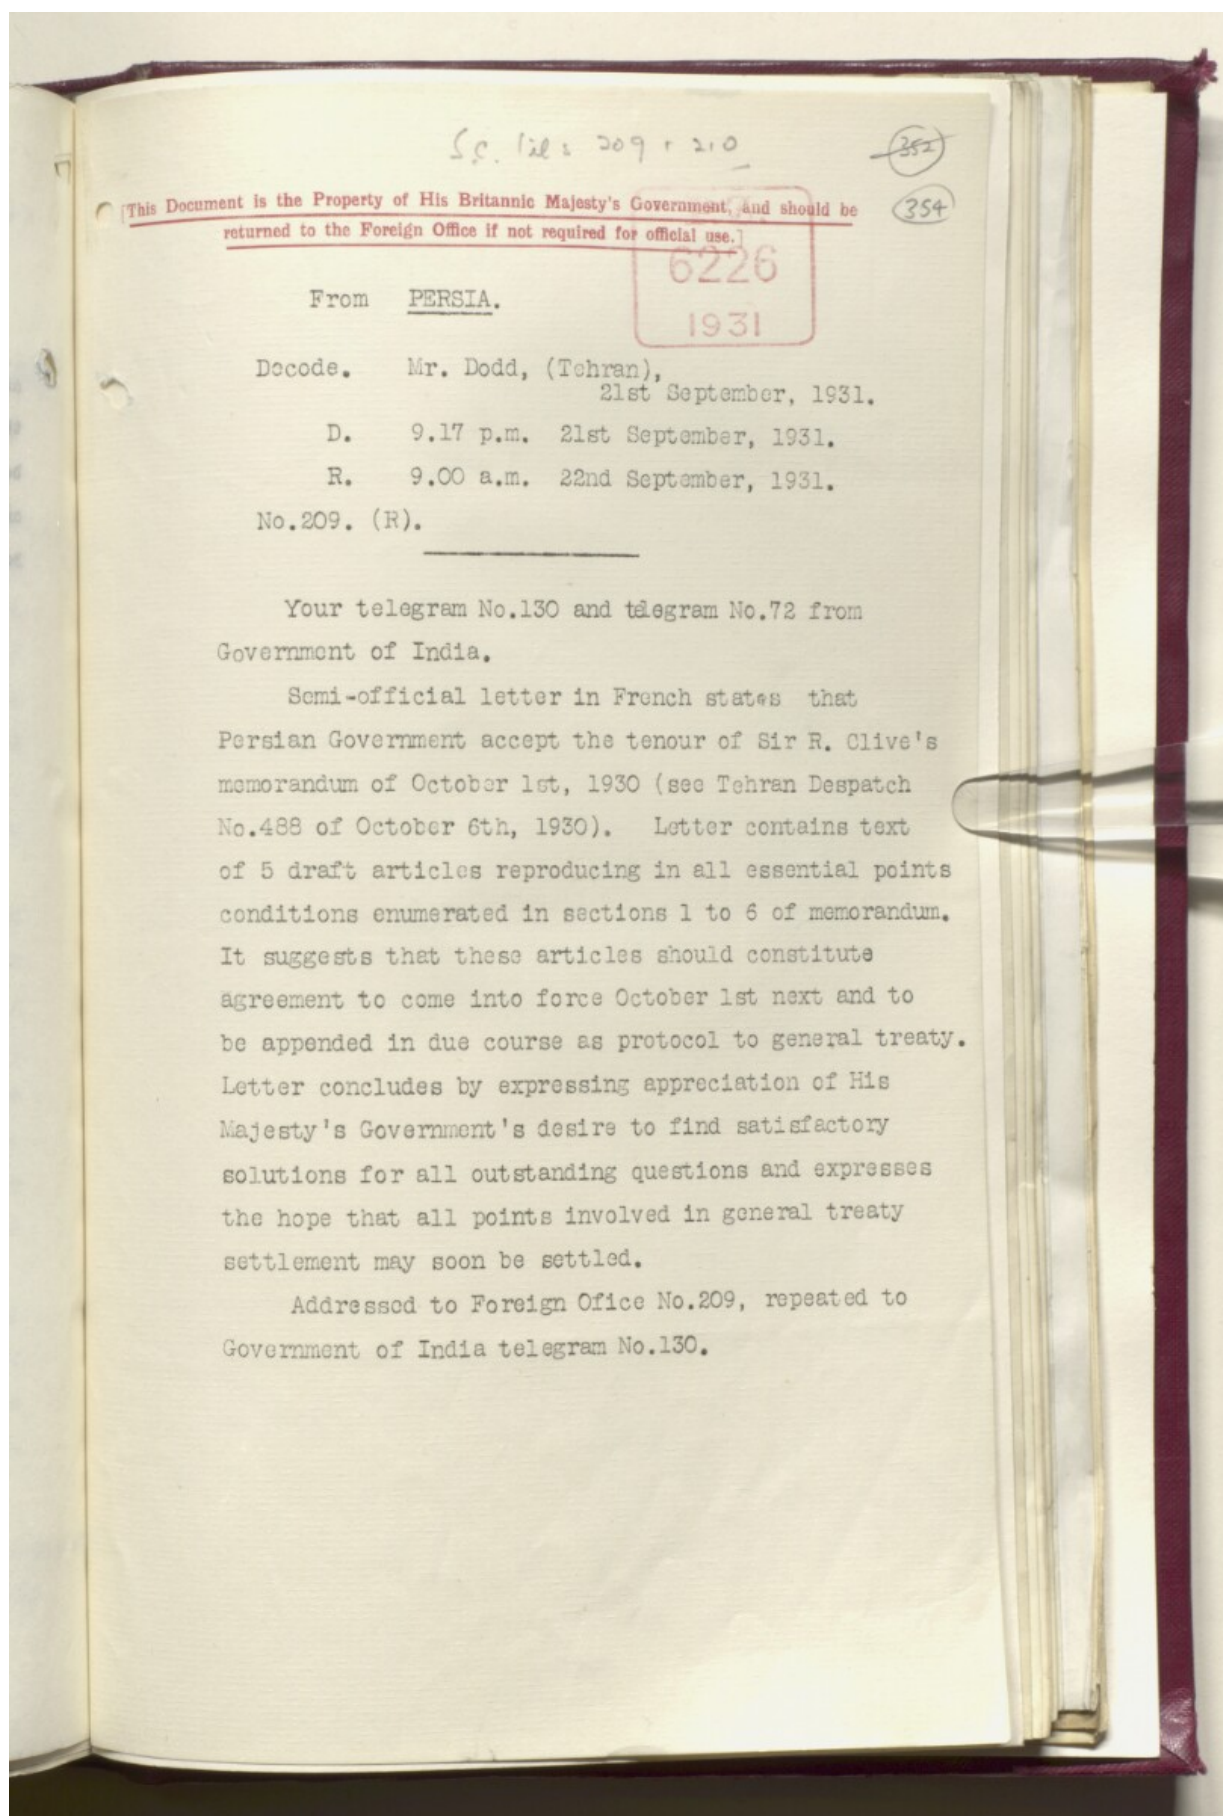 209 & 210
352
[This Document is the Property of His Britannic Majesty's Government, and should be
354
returned to the Foreign Office if not required for official use.]
6226
1931
From PERSIA.
Decode. Mr. Dodd, (Tehran),
21st September, 1931.
D. 9.17 p.m. 21st September, 1931.
R. 9.00 a.m. 22nd September, 1931.
No.209. (R).
Your telegram No.130 and telegram No.72 from
Government of India.
Semi-official letter in French states that
Persian Government accept the tenour of Sir R. Clive's
memorandum of October 1st, 1930 (see Tehran Despatch
No.488 of October 6th, 1930). Letter contains text
of 5 draft articles reproducing in all essential points
conditions enumerated in sections 1 to 6 of memorandum.
It suggests that these articles should constitute
agreement to come into force October 1st next and to
be appended in due course as protocol to general treaty.
Letter concludes by expressing appreciation of His
Majesty's Government's desire to find satisfactory
solutions for all outstanding questions and expresses
the hope that all points involved in general treaty
settlement may soon be settled.
Addressed to Foreign Ofice No.209, repeated to
Government of India telegram No.130.